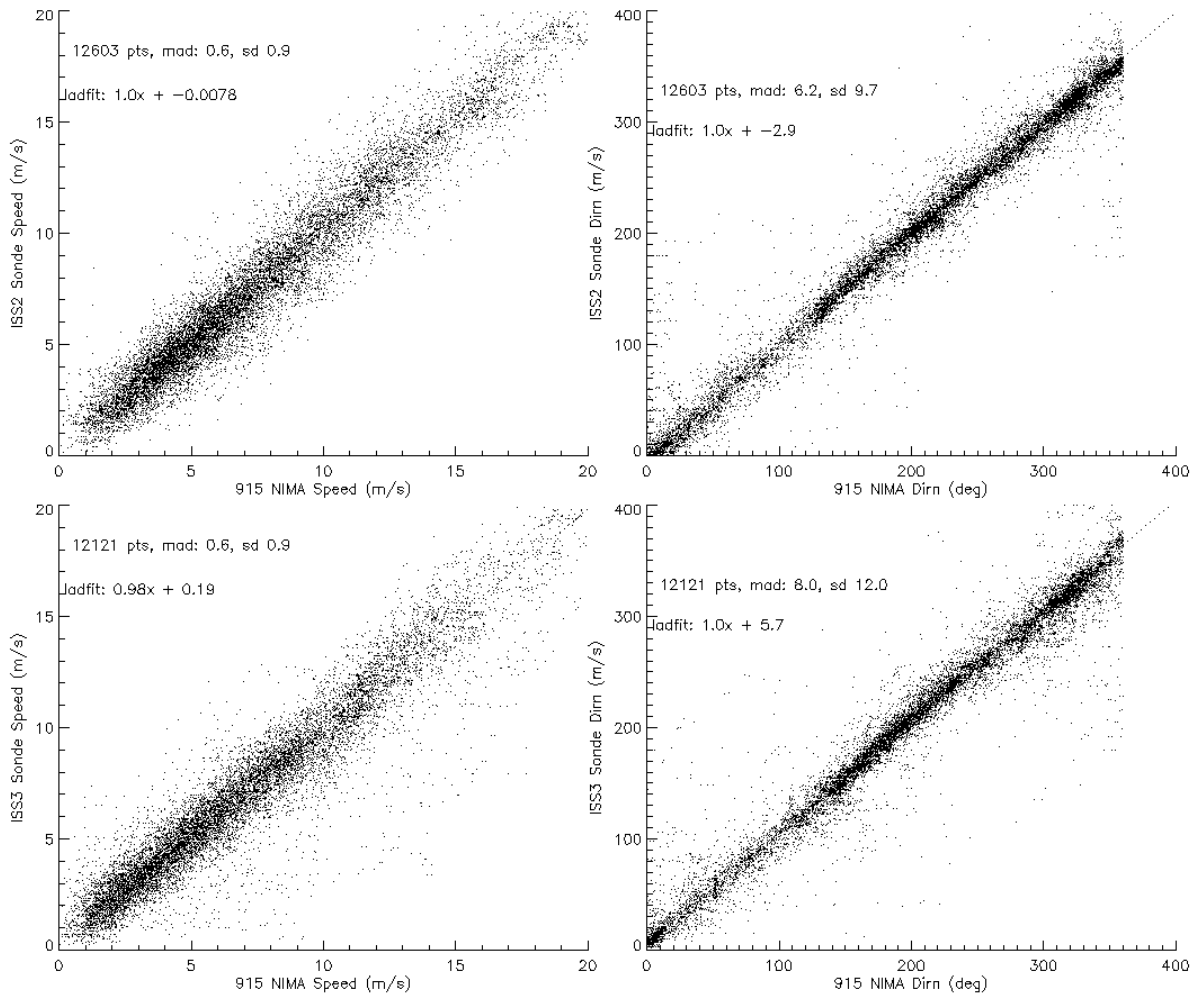 20
12603 pts, mad: 0.6, sd 0.9
ladfit: 1.0x + −0.0078
15
10
5
0
ISS2 Sonde Speed (m/s)
0 5 10 15 20
915 NIMA Speed (m/s)
400
12603 pts, mad: 6.2, sd 9.7
300
ladfit: 1.0x + −2.9
200
100
0
ISS2 Sonde Dirn (m/s)
0 100 200 300 400
915 NIMA Dirn (deg)
20
12121 pts, mad: 0.6, sd 0.9
ladfit: 0.98x + 0.19
15
10
5
0
ISS3 Sonde Speed (m/s)
0 5 10 15 20
915 NIMA Speed (m/s)
400
12121 pts, mad: 8.0, sd 12.0
300
ladfit: 1.0x + 5.7
200
100
0
ISS3 Sonde Dirn (m/s)
0 100 200 300 400
915 NIMA Dirn (deg)